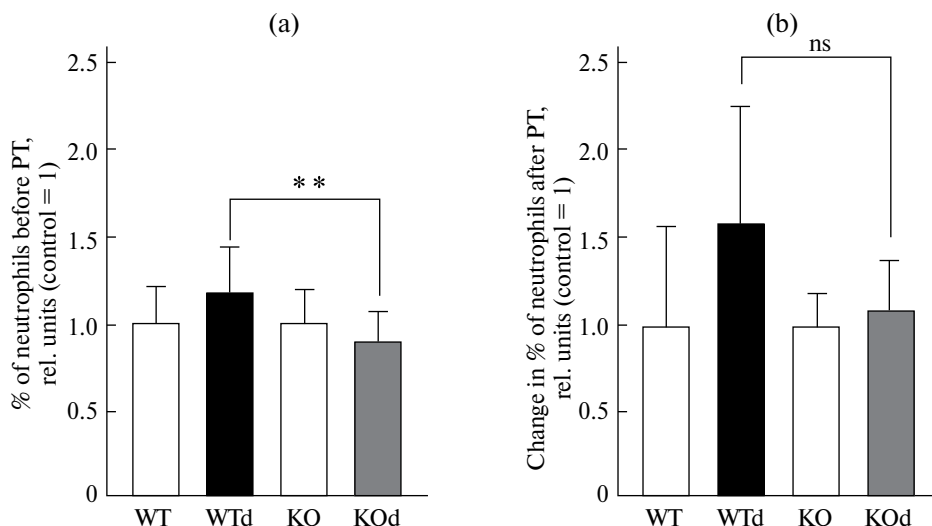 (a)
% of neutrophils before PT,
rel. units (control = 1)
2.5
2.0
1.5
1.0
0.5
0
* *
WT WTd KO KOd
(b)
Change in % of neutrophils after PT,
rel. units (control = 1)
2.5
2.0
1.5
1.0
0.5
0
ns
WT WTd KO KOd